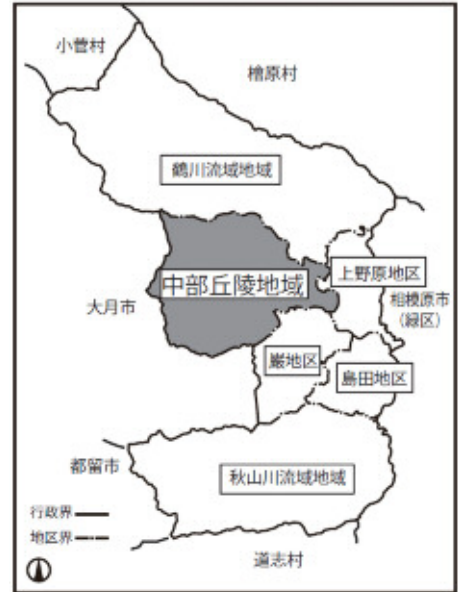 小菅村
檜原村
鶴川流域地域
上野原地区
中部丘陵地域
相模原市
(緑区)
大月市
巌地区
島田地区
都留市
秋山川流域地域
行政界
地区界
道志村